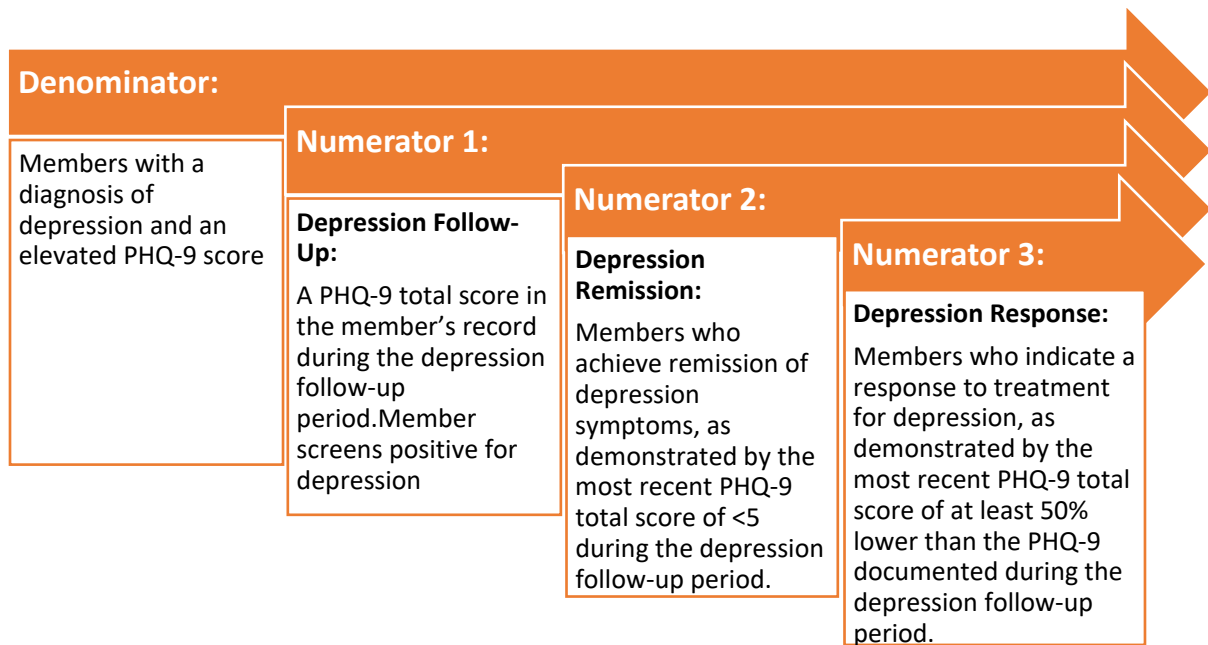 Denominator:
Members with a
diagnosis of
depression and an
elevated PHQ-9 score
Numerator 1:
Depression Follow-
Up:
A PHQ-9 total score in
the member’s record
during the depression
follow-up
period.Member
screens positive for
depression
Numerator 2:
Depression
Remission:
Members who
achieve remission of
depression
symptoms, as
demonstrated by the
most recent PHQ-9
total score of <5
during the depression
follow-up period.
Numerator 3:
Depression Response:
Members who indicate a
response to treatment
for depression, as
demonstrated by the
most recent PHQ-9 total
score of at least 50%
lower than the PHQ-9
documented during the
depression follow-up
period.